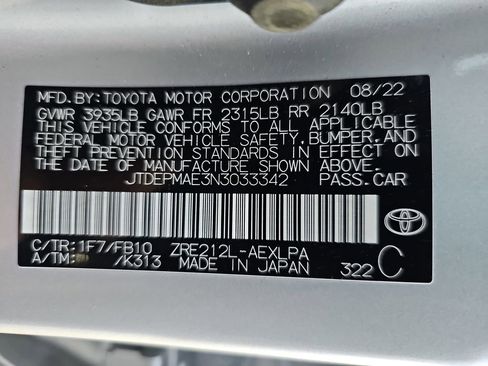 MFD.BY:TOYOTA MOTOR CORPORATION 08/22
GVWR 3935LB GAWR FR 2315LB RR 2140LB
THIS VEHICLE CONFORMS TO ALL APPLICABLE
FEDERAL MOTOR VEHICLE SAFETY,BUMPER,AND
THEFT PREVENTION STANDARDS IN EFFECT ON
THE DATE OF MANUFACTURE SHOWN ABOVE.
JTDEPMAE3N3033342 PASS.CAR
C/TR:1F7/FB10 ZRE212L-AEXLPA
A/TM: /K313 MADE IN JAPAN 322 C
TOYOTA